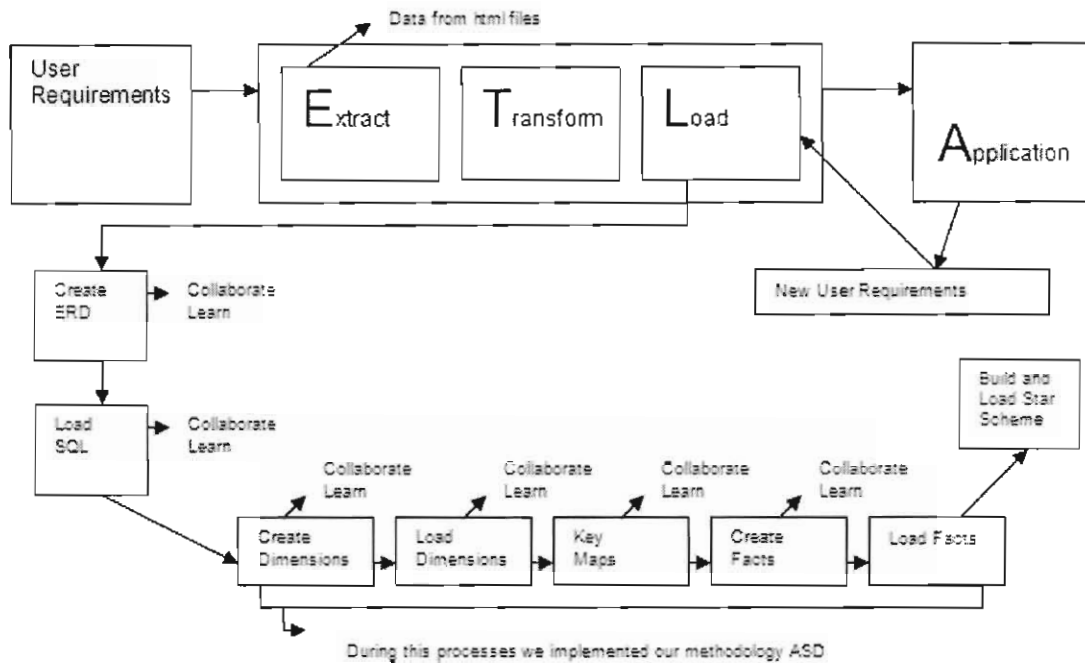 Data from html files
User
Requirements
Extract
Transform
Load
Application
New User Requirements
Create
ERD
Collaborate
Learn
Load
SQL
Collaborate
Learn
Build and
Load Star
Scheme
Collaborate
Learn
Collaborate
Learn
Collaborate
Learn
Collaborate
Learn
Create
Dimensions
Load
Dimensions
Key
Maps
Create
Facts
Load Facts
During this processes we implemented our methodology ASD